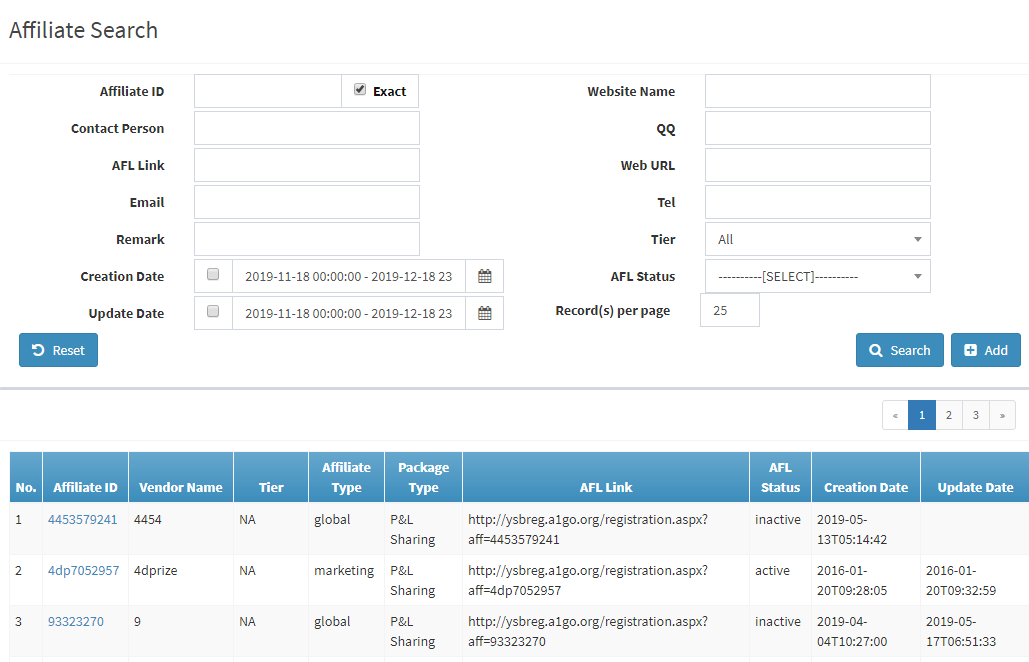 Affiliate Search
Affiliate ID Exact Website Name
Contact Person QQ
AFL Link Web URL
Email Tel
Remark Tier All
Creation Date 2019-11-18 00:00:00 - 2019-12-18 23 AFL Status ----------[SELECT]----------
Update Date 2019-11-18 00:00:00 - 2019-12-18 23 Record(s) per page 25
Reset Search Add
« 1 2 3 »
Affiliate Package AFL
No. Affiliate ID Vendor Name Tier Type Type AFL Link Status Creation Date Update Date
1 4453579241 4454 NA global P&L http://ysbreg.a1go.org/registration.aspx? inactive 2019-05-
Sharing aff=4453579241 13T05:14:42
2 4dp7052957 4dprize NA marketing P&L http://ysbreg.a1go.org/registration.aspx? active 2016-01- 2016-01-
Sharing aff=4dp7052957 20T09:28:05 20T09:32:59
3 93323270 9 NA global P&L http://ysbreg.a1go.org/registration.aspx? inactive 2019-04- 2019-05-
Sharing aff=93323270 04T10:27:00 17T06:51:33